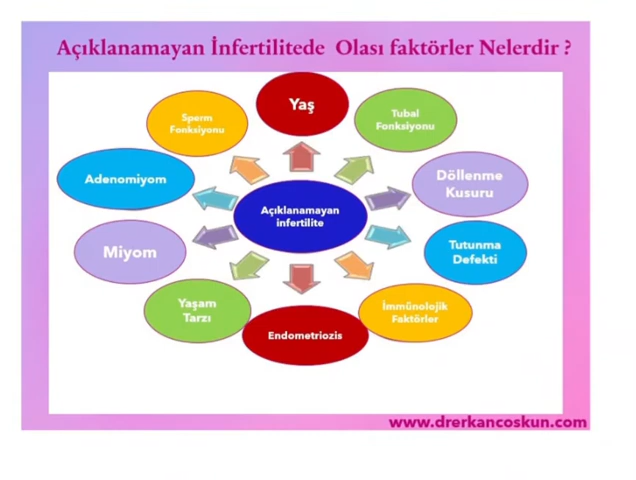 Açıklanamayan İnfertilitede Olası faktörler Nelerdir ?
Yaş
Sperm
Fonksiyonu
Tubal
Fonksiyonu
Adenomiyom
Döllenme
Kusuru
Açıklanamayan
infertilite
Miyom
Tutunma
Defekti
Yaşam
Tarzı
İmmünolojik
Faktörler
Endometriozis
www.drerkancoskun.com